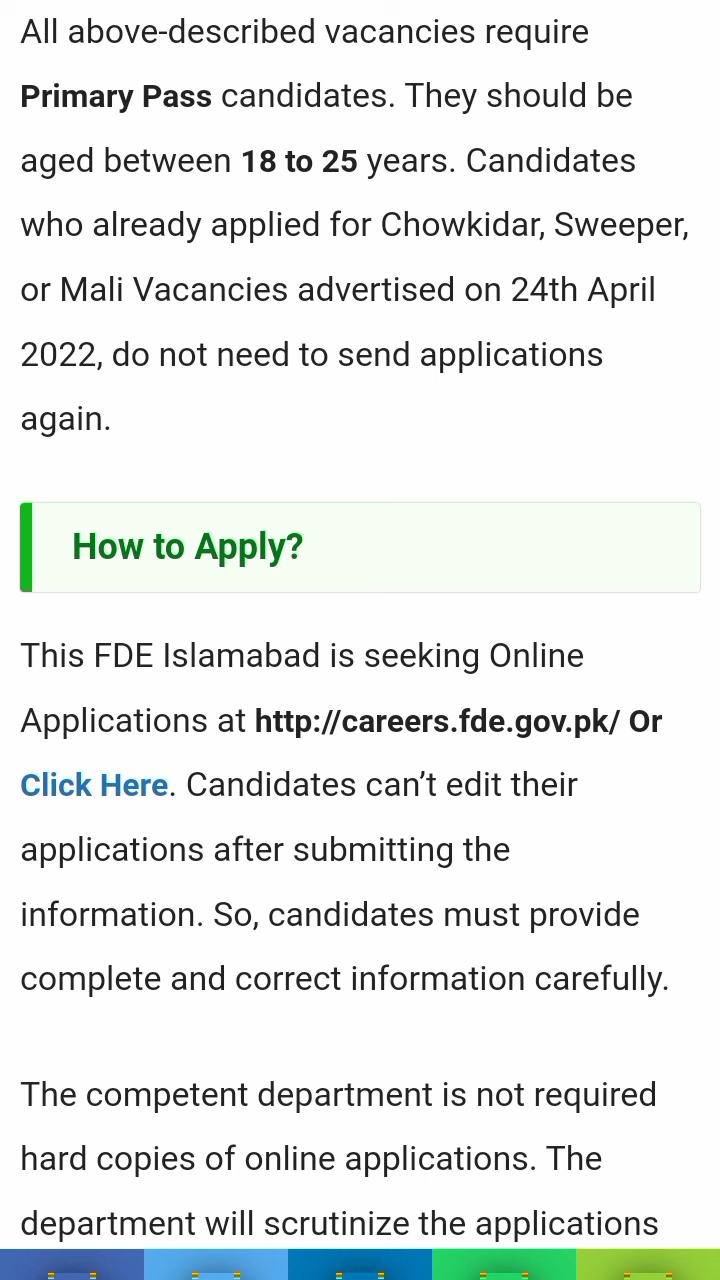 All above-described vacancies require
Primary Pass candidates. They should be
aged between 18 to 25 years. Candidates
who already applied for Chowkidar, Sweeper,
or Mali Vacancies advertised on 24th April
2022, do not need to send applications
again.
How to Apply?
This FDE Islamabad is seeking Online
Applications at http://careers.fde.gov.pk/ Or
Click Here. Candidates can’t edit their
applications after submitting the
information. So, candidates must provide
complete and correct information carefully.
The competent department is not required
hard copies of online applications. The
department will scrutinize the applications